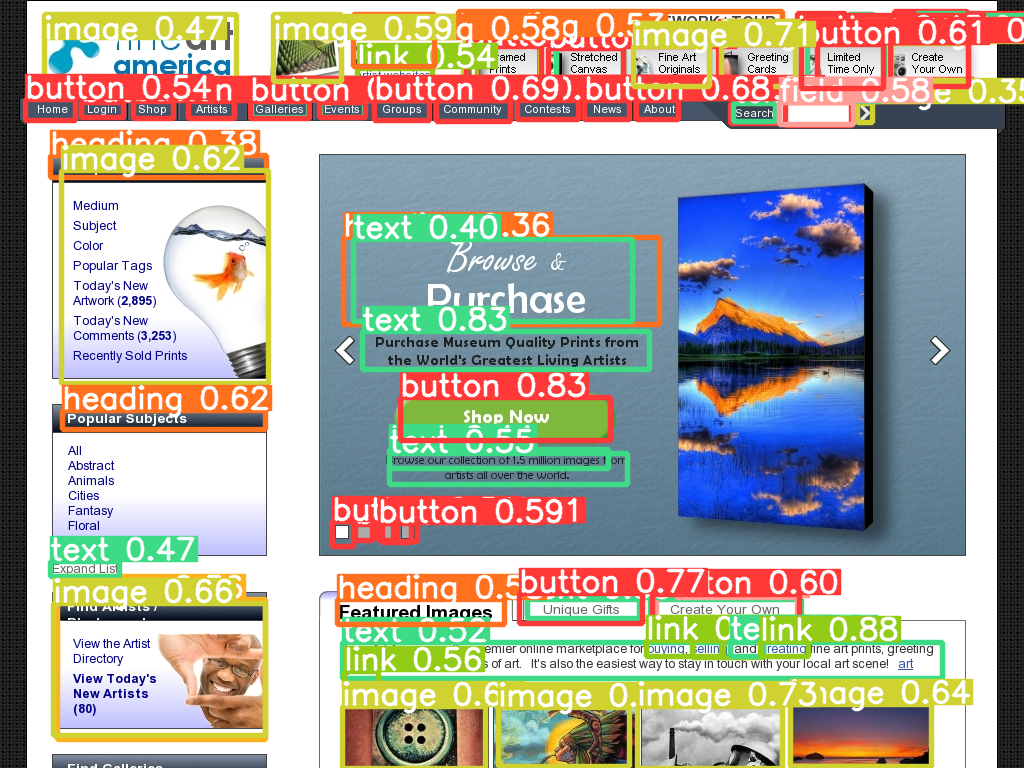 image 0.47
image 0.59
0.58
0.57
image 0.71
button 0.61
america
link 0.54
Stretched
Canvas
Fine Art
Originals
Greeting
Cards
Limited
Time Only
Create
Your Own
button 0.54
button
0.69
button
0.68
field 0.58
0.35
Home
Login
Shop
Artists
Galleries
Events
Groups
Community
Contests
News
About
Search
heading 0.38
image 0.62
Medium
Subject
Color
Popular Tags
Today's New
Artwork (2,895)
Today's New
Comments (3,253)
Recently Sold Prints
text 0.40
.36
Browse &
Purchase
text 0.83
Purchase Museum Quality Prints from
the World's Greatest Living Artists
button 0.83
Shop Now
text 0.55
Browse our collection of 1.5 million images from
artists all over the world.
button 0.591
heading 0.62
Popular Subjects
All
Abstract
Animals
Cities
Fantasy
Floral
text 0.47
Expand List
image 0.66
Find Artists /
View the Artist
Directory
View Today's
New Artists
(80)
Find Galleries
heading 0.5
button 0.77
0.60
Featured Images
Unique Gifts
Create Your Own
text 0.52
link
link 0.88
online marketplace for buying, selling, and creating fine art prints, greeting
link 0.56
of art. It's also the easiest way to stay in touch with your local art scene! art
image 0.6
image 0.
image 0.73
image 0.64